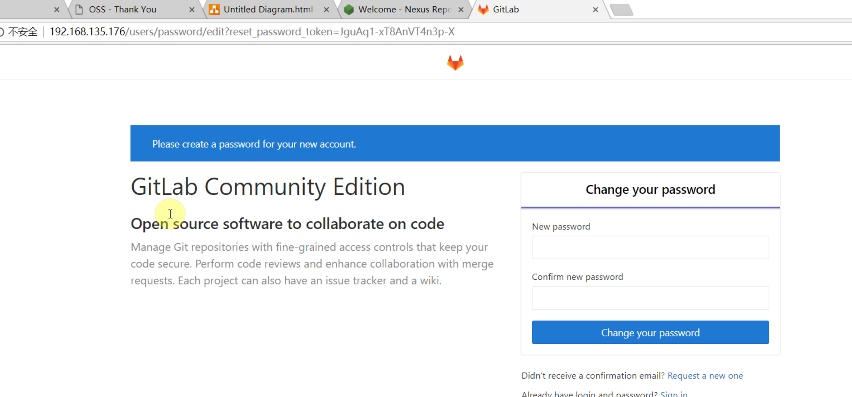 OSS - Thank You
Untitled Diagram.html
Welcome - Nexus Repo
GitLab
不安全
192.168.135.176/users/password/edit?reset_password_token=JguAq1-xT8AnVT4n3p-X
Please create a password for your new account.
GitLab Community Edition
Open source software to collaborate on code
Manage Git repositories with fine-grained access controls that keep your
code secure. Perform code reviews and enhance collaboration with merge
requests. Each project can also have an issue tracker and a wiki.
Change your password
New password
Confirm new password
Change your password
Didn't receive a confirmation email? Request a new one
Already have login and password? Sign in